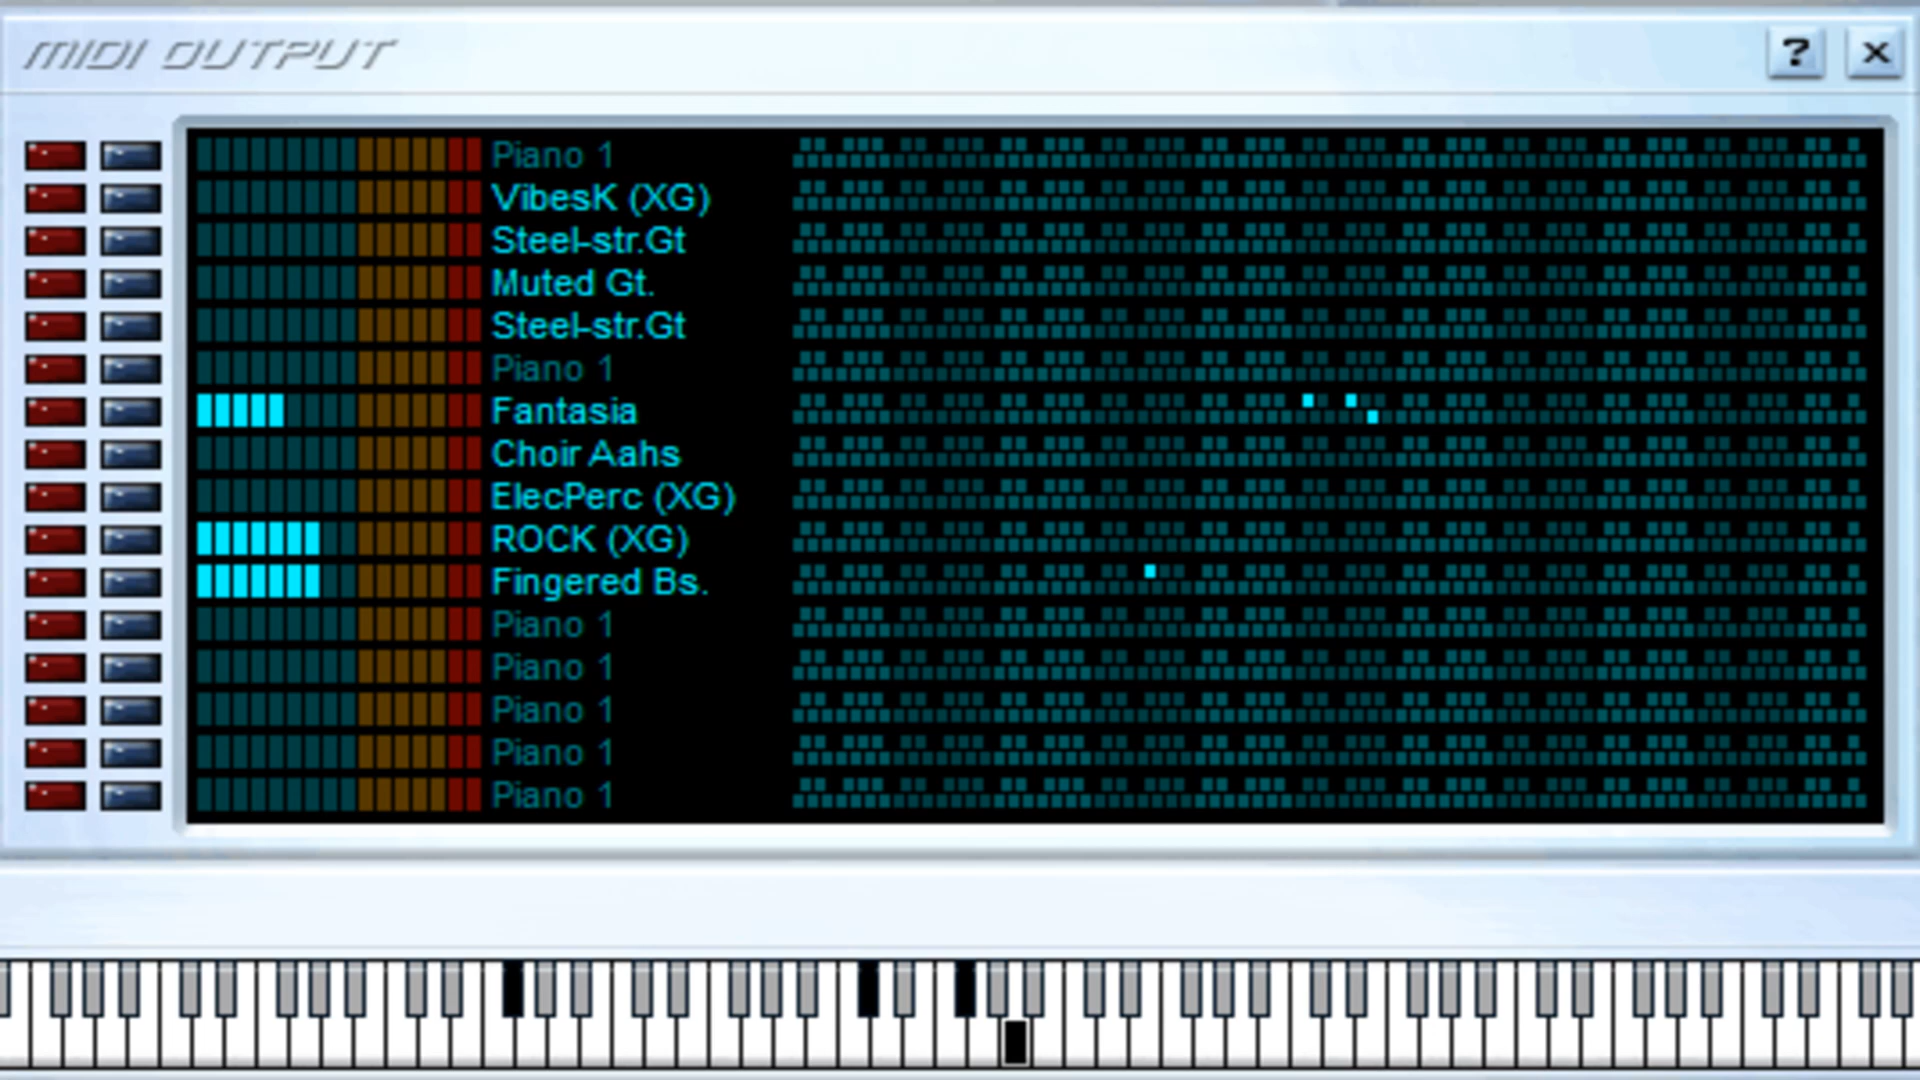 MIDI OUTPUT
?
Piano 1
VibesK (XG)
Steel-str.Gt
Muted Gt.
Steel-str.Gt
Piano 1
Fantasia
Choir Aahs
ElecPerc (XG)
ROCK (XG)
Fingered Bs.
Piano 1
Piano 1
Piano 1
Piano 1
Piano 1